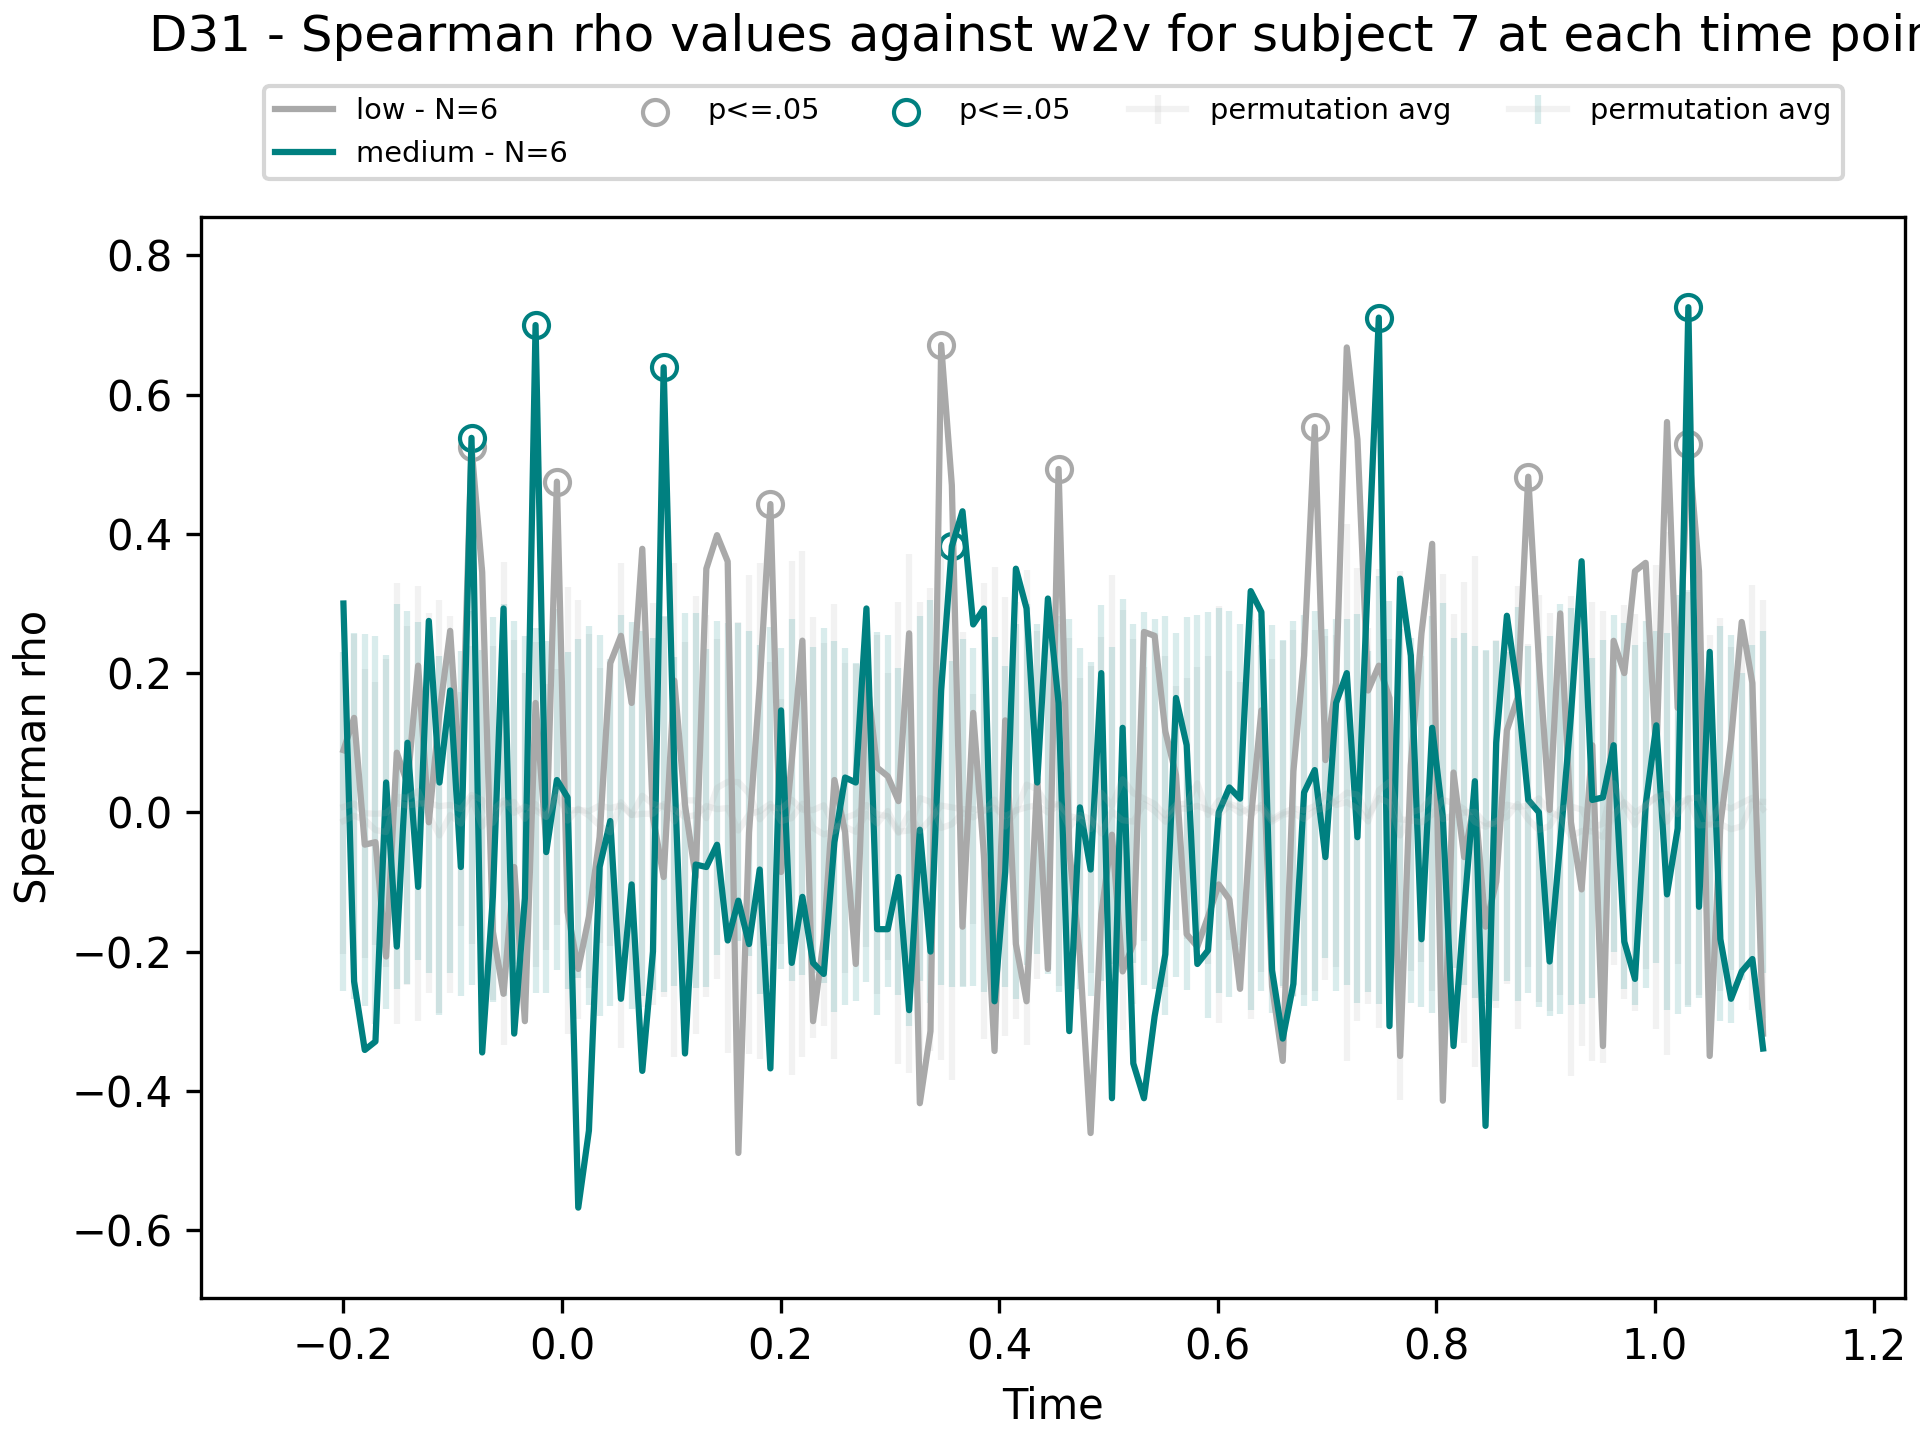 D31 - Spearman rho values against w2v for subject 7 at each time poin
low - N=6
medium - N=6
p<=.05
p<=.05
permutation avg
permutation avg
Spearman rho
0.8
0.6
0.4
0.2
0.0
−0.2
−0.4
−0.6
−0.2 0.0 0.2 0.4 0.6 0.8 1.0 1.2
Time